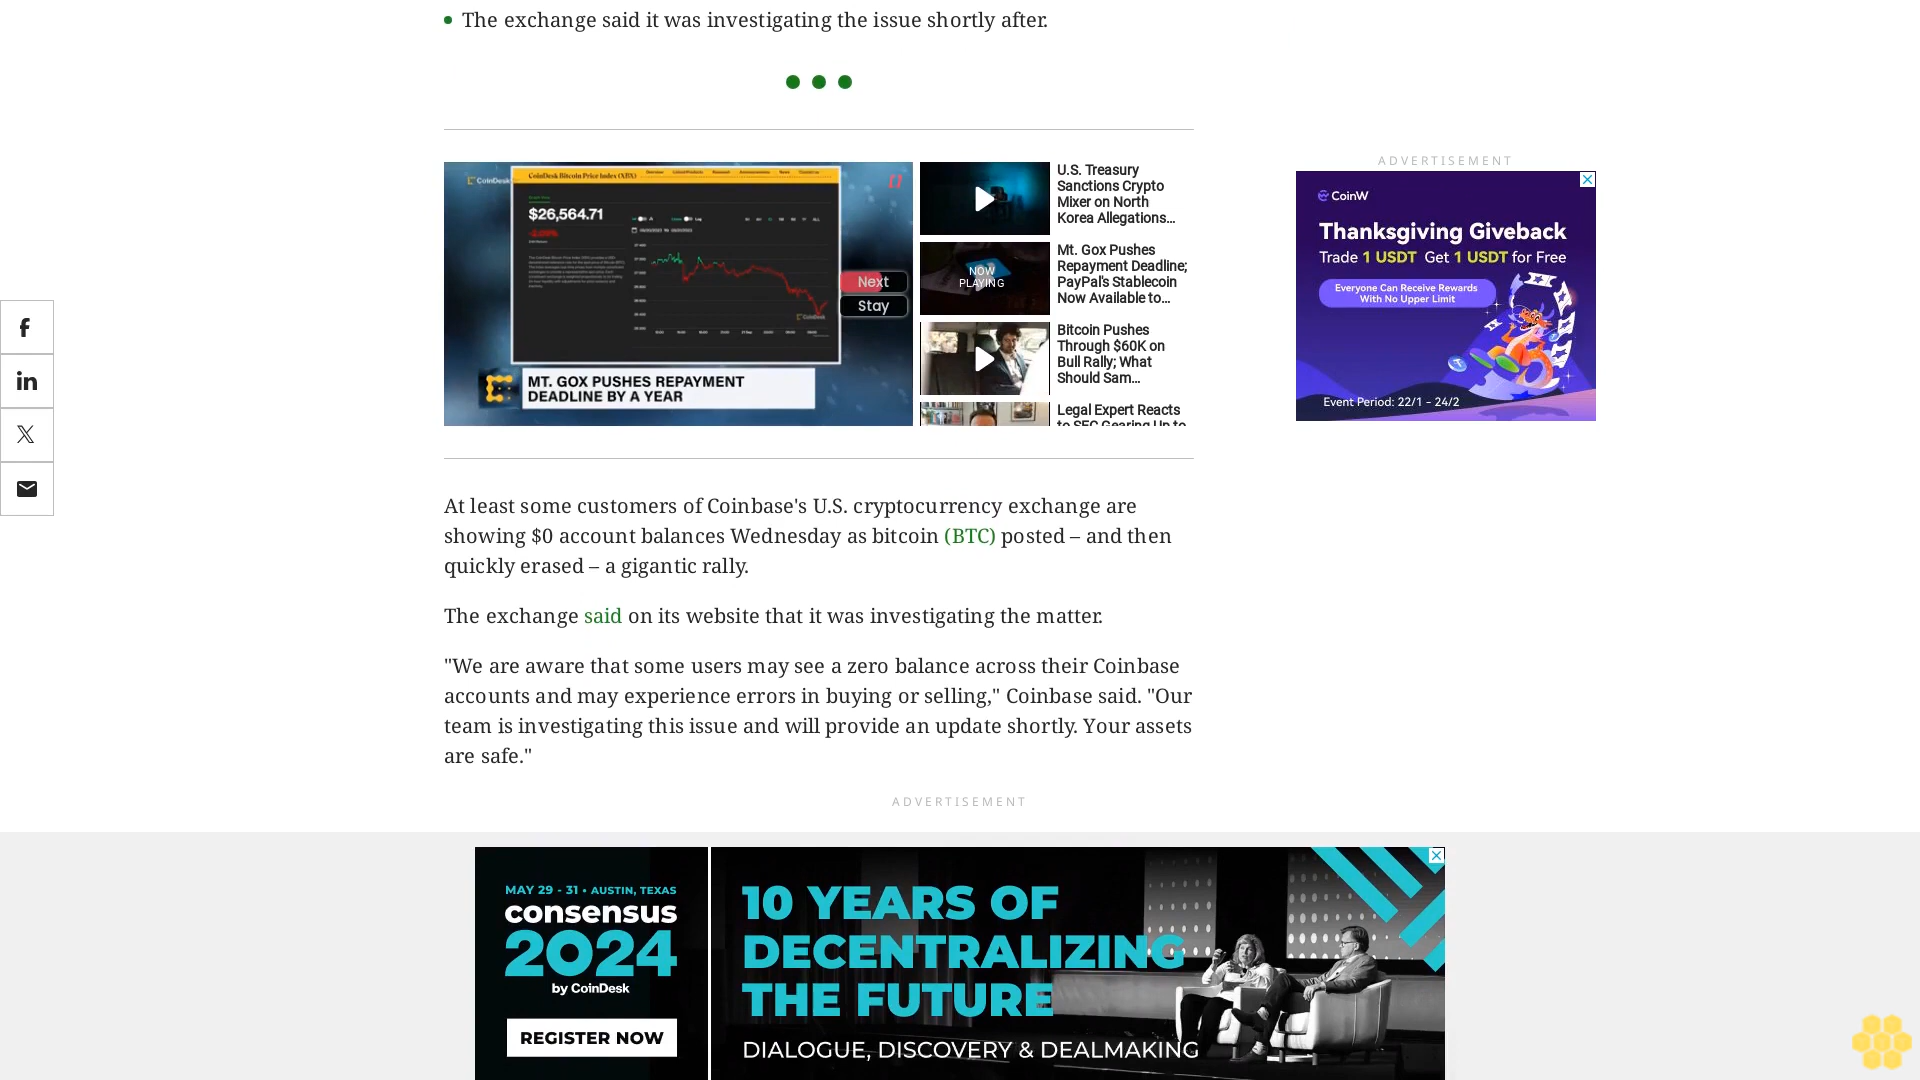 The exchange said it was investigating the issue shortly after.
CoinDesk
CoinDesk Bitcoin Price Index (XBX)
$26,564.71
Next
Stay
MT. GOX PUSHES REPAYMENT
DEADLINE BY A YEAR
U.S. Treasury
Sanctions Crypto
Mixer on North
Korea Allegations...
NOW
PLAYING
Mt. Gox Pushes
Repayment Deadline;
PayPal's Stablecoin
Now Available to...
Bitcoin Pushes
Through $60K on
Bull Rally; What
Should Sam...
Legal Expert Reacts
to SEC Gearing Up to
ADVERTISEMENT
CoinW
Thanksgiving Giveback
Trade 1 USDT Get 1 USDT for Free
Everyone Can Receive Rewards
With No Upper Limit
Event Period: 22/1 - 24/2
At least some customers of Coinbase's U.S. cryptocurrency exchange are
showing $0 account balances Wednesday as bitcoin (BTC) posted – and then
quickly erased – a gigantic rally.
The exchange said on its website that it was investigating the matter.
"We are aware that some users may see a zero balance across their Coinbase
accounts and may experience errors in buying or selling," Coinbase said. "Our
team is investigating this issue and will provide an update shortly. Your assets
are safe."
ADVERTISEMENT
MAY 29 - 31 • AUSTIN, TEXAS
consensus
2024
by CoinDesk
REGISTER NOW
10 YEARS OF
DECENTRALIZING
THE FUTURE
DIALOGUE, DISCOVERY & DEALMAKING